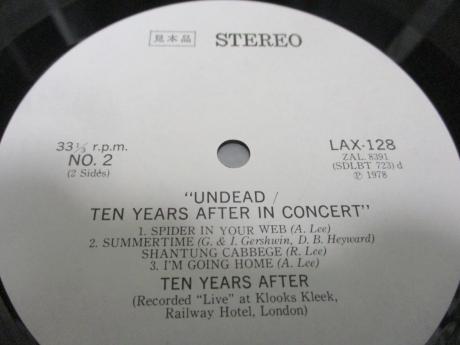 見本品 STEREO
33⅓ r.p.m.
NO. 2
(2 Sides)
LAX-128
ZAL. 8391
(SDLBT 723) d
Ⓟ 1978
"UNDEAD /
TEN YEARS AFTER IN CONCERT"
1. SPIDER IN YOUR WEB (A. Lee)
2. SUMMERTIME (G. & I. Gershwin, D. B. Heyward)
SHANTUNG CABBEGE (R. Lee)
3. I'M GOING HOME (A. Lee)
TEN YEARS AFTER
(Recorded "Live" at Klooks Kleek,
Railway Hotel, London)